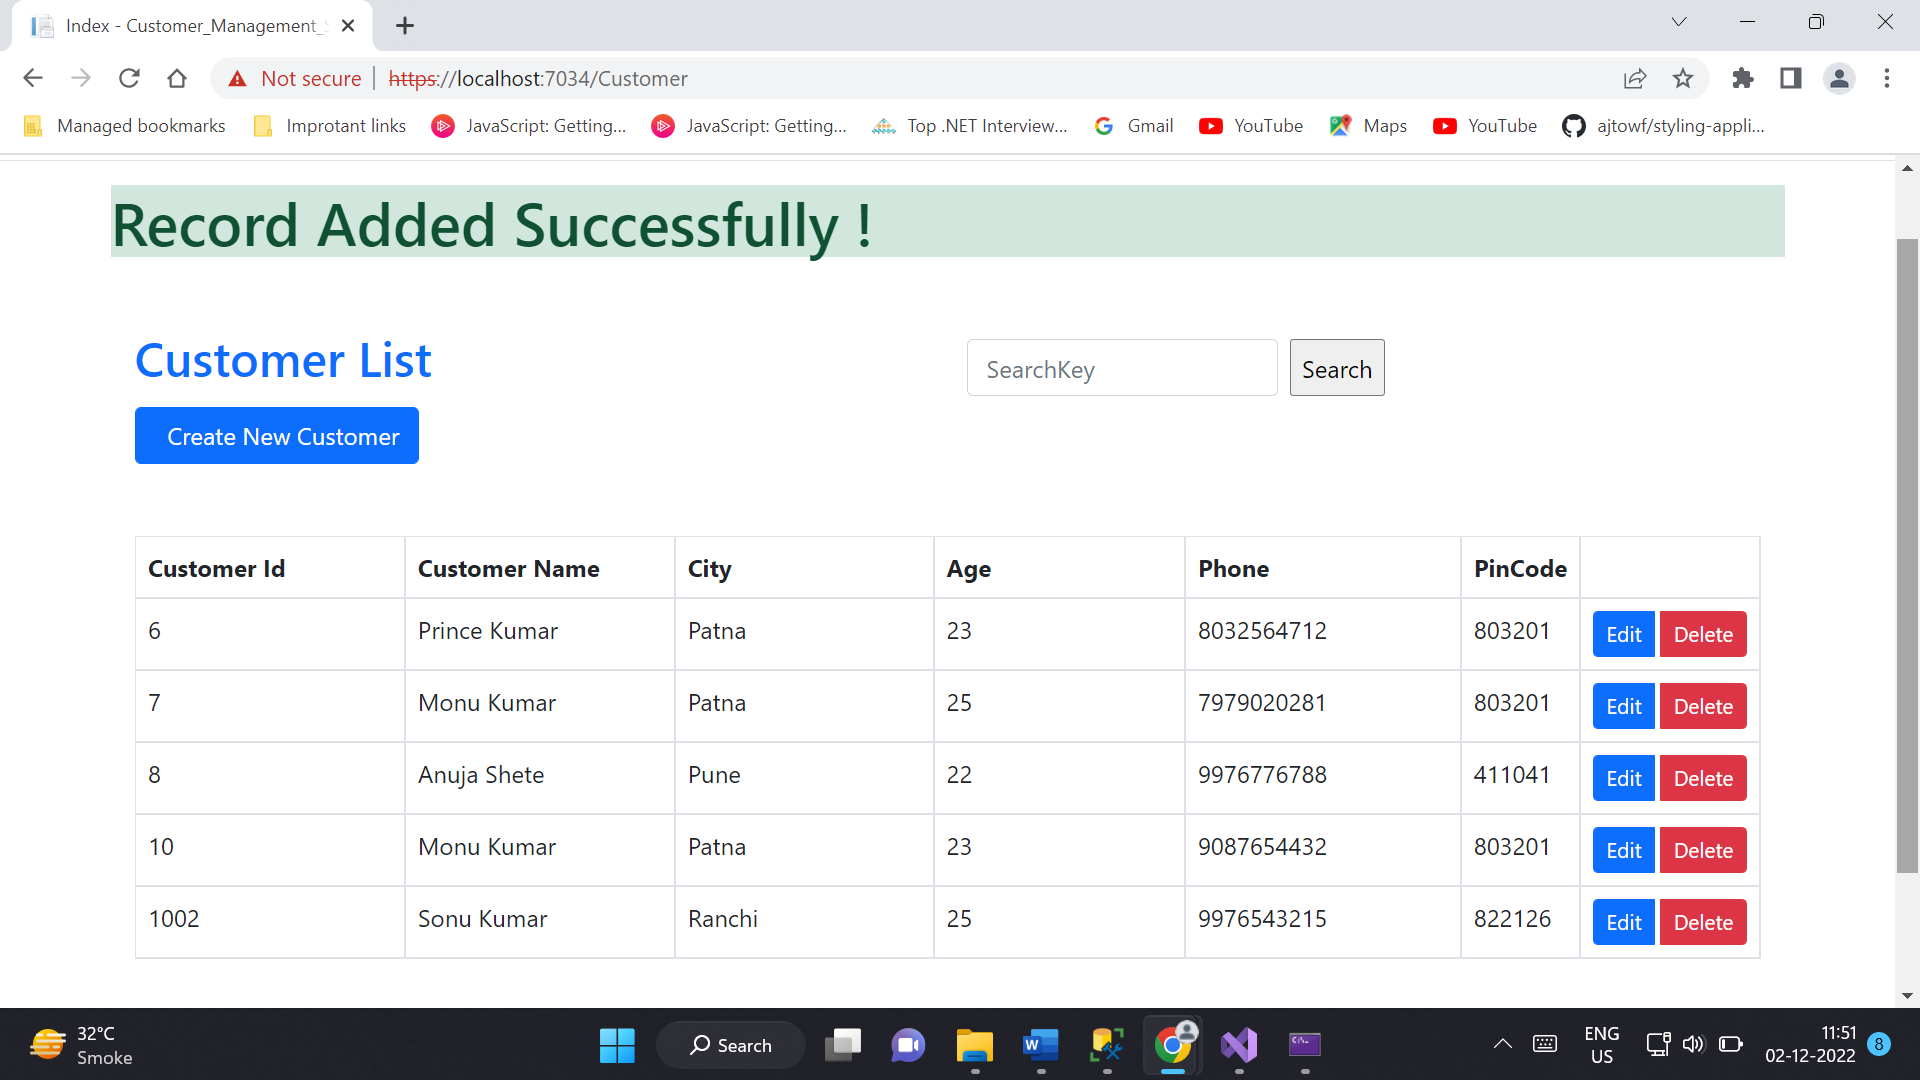 Index - Customer_Management_
Not secure https://localhost:7034/Customer
Managed bookmarks Improtant links JavaScript: Getting... JavaScript: Getting... Top .NET Interview... Gmail YouTube Maps YouTube ajtowf/styling-appli...
Record Added Successfully !
Customer List SearchKey Search
Create New Customer
Customer Id Customer Name City Age Phone PinCode
6 Prince Kumar Patna 23 8032564712 803201 Edit Delete
7 Monu Kumar Patna 25 7979020281 803201 Edit Delete
8 Anuja Shete Pune 22 9976776788 411041 Edit Delete
10 Monu Kumar Patna 23 9087654432 803201 Edit Delete
1002 Sonu Kumar Ranchi 25 9976543215 822126 Edit Delete
32°C
Smoke
Search
ENG
US
11:51
02-12-2022
8